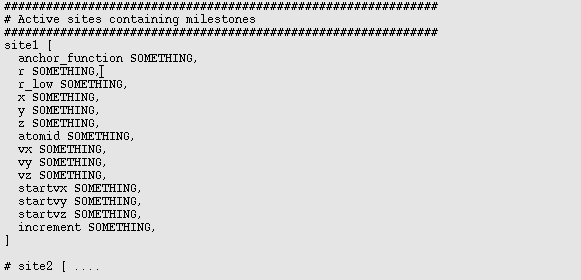 ##################################################################
# Active sites containing milestones
##################################################################
site1 [
  anchor_function SOMETHING,
  r SOMETHING,
  r_low SOMETHING,
  x SOMETHING,
  y SOMETHING,
  z SOMETHING,
  atomid SOMETHING,
  vx SOMETHING,
  vy SOMETHING,
  vz SOMETHING,
  startvx SOMETHING,
  startvy SOMETHING,
  startvz SOMETHING,
  increment SOMETHING,
]

# site2 [ ....